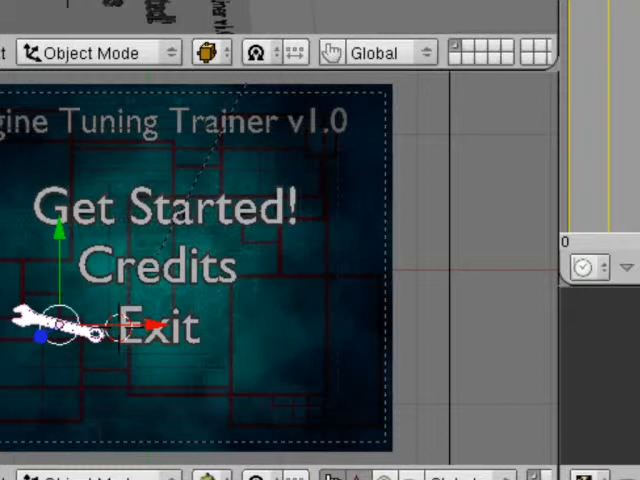 Object Mode
Global
gine Tuning Trainer v1.0
Get Started!
Credits
Exit
0